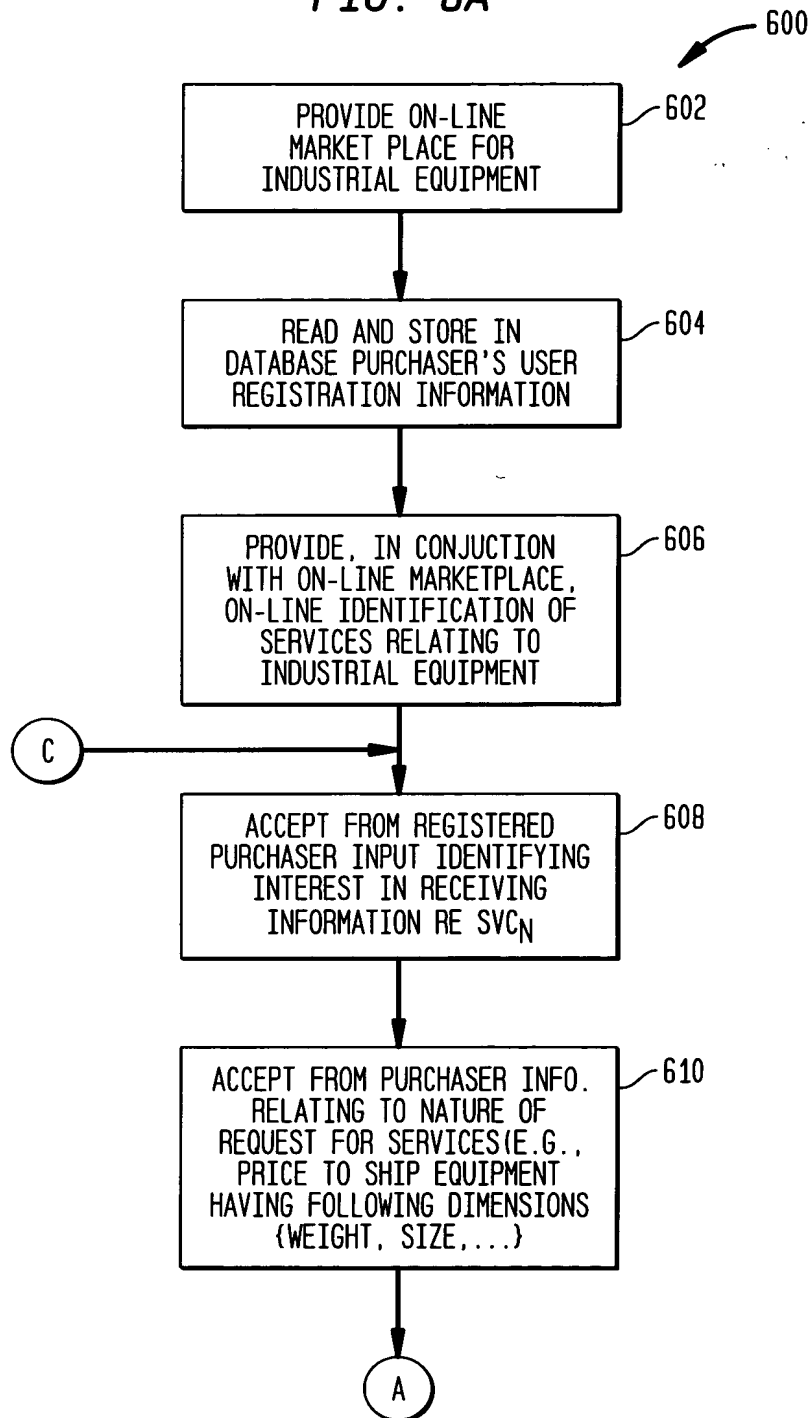 FIG. 6A
600
PROVIDE ON-LINE
MARKET PLACE FOR
INDUSTRIAL EQUIPMENT
602
READ AND STORE IN
DATABASE PURCHASER'S USER
REGISTRATION INFORMATION
604
PROVIDE, IN CONJUCTION
WITH ON-LINE MARKETPLACE,
ON-LINE IDENTIFICATION OF
SERVICES RELATING TO
INDUSTRIAL EQUIPMENT
606
C
ACCEPT FROM REGISTERED
PURCHASER INPUT IDENTIFYING
INTEREST IN RECEIVING
INFORMATION RE SVCN
608
ACCEPT FROM PURCHASER INFO.
RELATING TO NATURE OF
REQUEST FOR SERVICES(E.G.,
PRICE TO SHIP EQUIPMENT
HAVING FOLLOWING DIMENSIONS
{WEIGHT, SIZE,...}
610
A